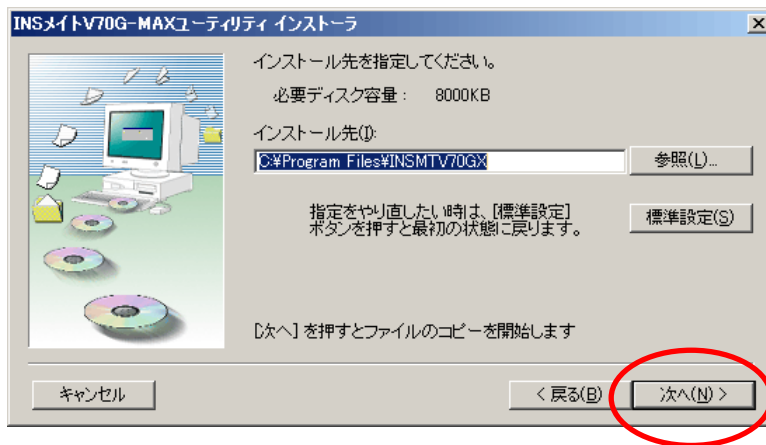 INSメイトV70G-MAXユーティリティ インストーラ
インストール先を指定してください。
必要ディスク容量： 8000KB
インストール先(I):
C:¥Program Files¥INSMTV70GX
参照(L)...
指定をやり直したい時は、[標準設定]
ボタンを押すと最初の状態に戻ります。
標準設定(S)
[次へ] を押すとファイルのコピーを開始します
キャンセル
< 戻る(B)
次へ(N) >